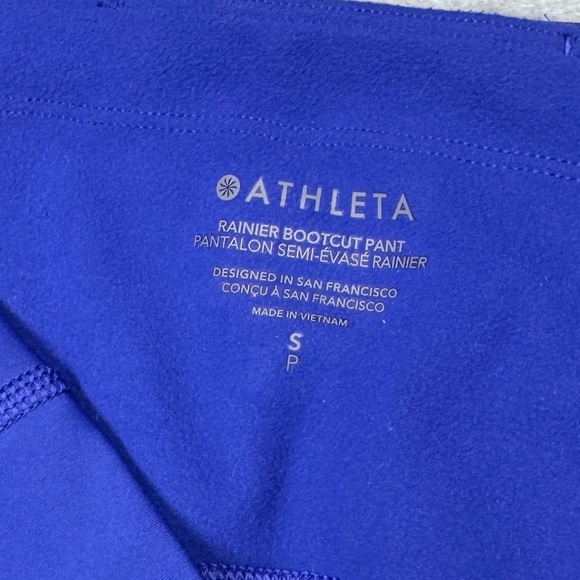 ATHLETA
RAINIER BOOTCUT PANT
PANTALON SEMI-ÉVASÉ RAINIER
DESIGNED IN SAN FRANCISCO
CONÇU À SAN FRANCISCO
MADE IN VIETNAM
S
P